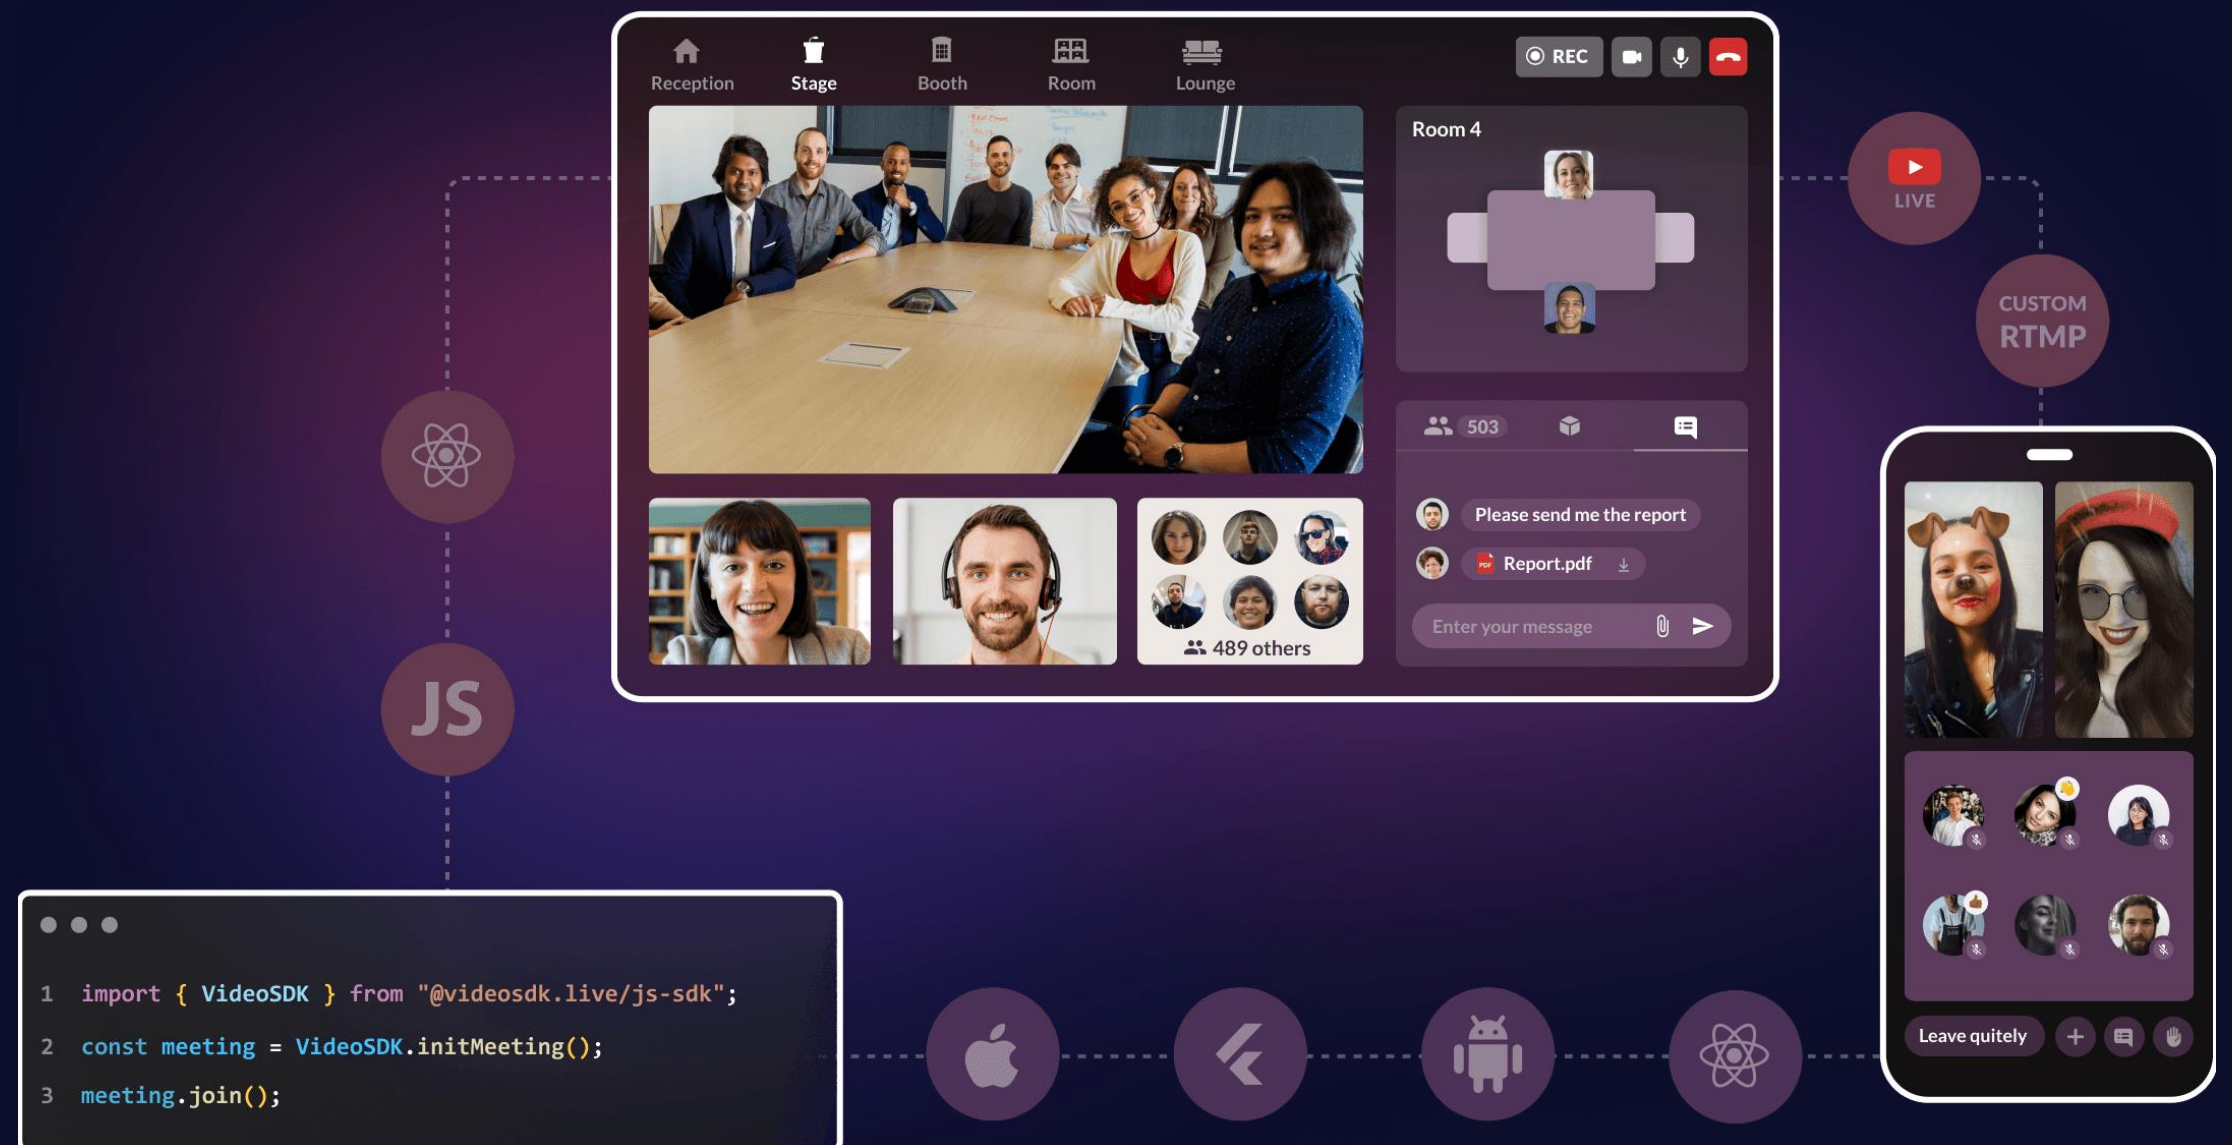 Reception
Stage
Booth
Room
Lounge
REC
Room 4
503
Please send me the report
PDF
Report.pdf
Enter your message
489 others
LIVE
CUSTOM
RTMP
JS
1 import { VideoSDK } from "@videosdk.live/js-sdk";
2 const meeting = VideoSDK.initMeeting();
3 meeting.join();
Leave quitely